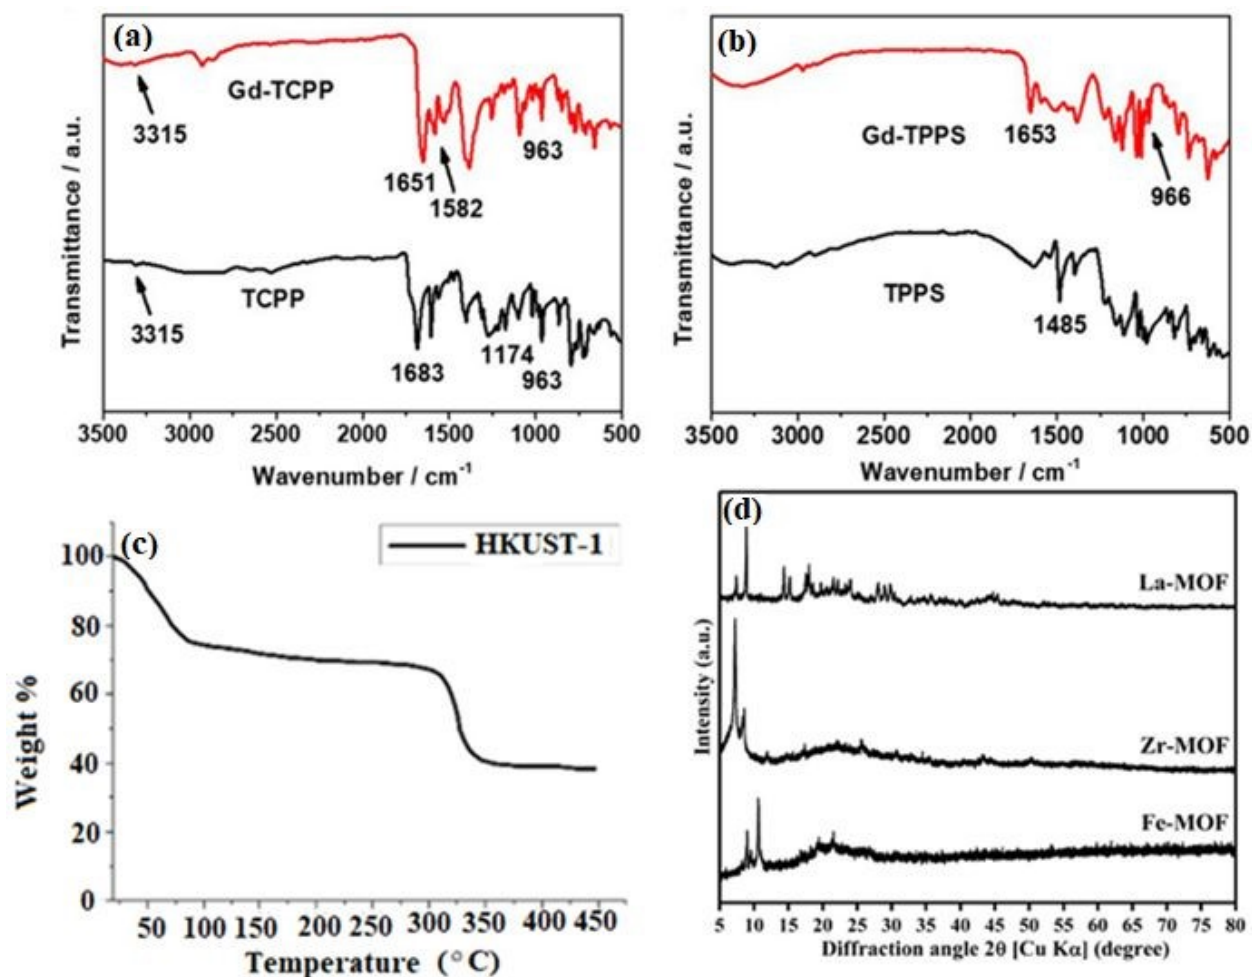 (a)
Gd-TCPP
3315
963
1651
1582
TCPP
3315
1174
1683
963
Transmittance / a.u.
3500 3000 2500 2000 1500 1000 500
Wavenumber / cm⁻¹
(b)
Gd-TPPS
1653
966
TPPS
1485
Transmittance / a.u.
3500 3000 2500 2000 1500 1000 500
Wavenumber / cm⁻¹
(c)
HKUST-1
100
80
60
40
20
0
Weight %
50 100 150 200 250 300 350 400 450
Temperature (°C)
(d)
La-MOF
Zr-MOF
Fe-MOF
Intensity (a.u.)
5 10 15 20 25 30 35 40 45 50 55 60 65 70 75 80
Diffraction angle 2θ [Cu Kα] (degree)